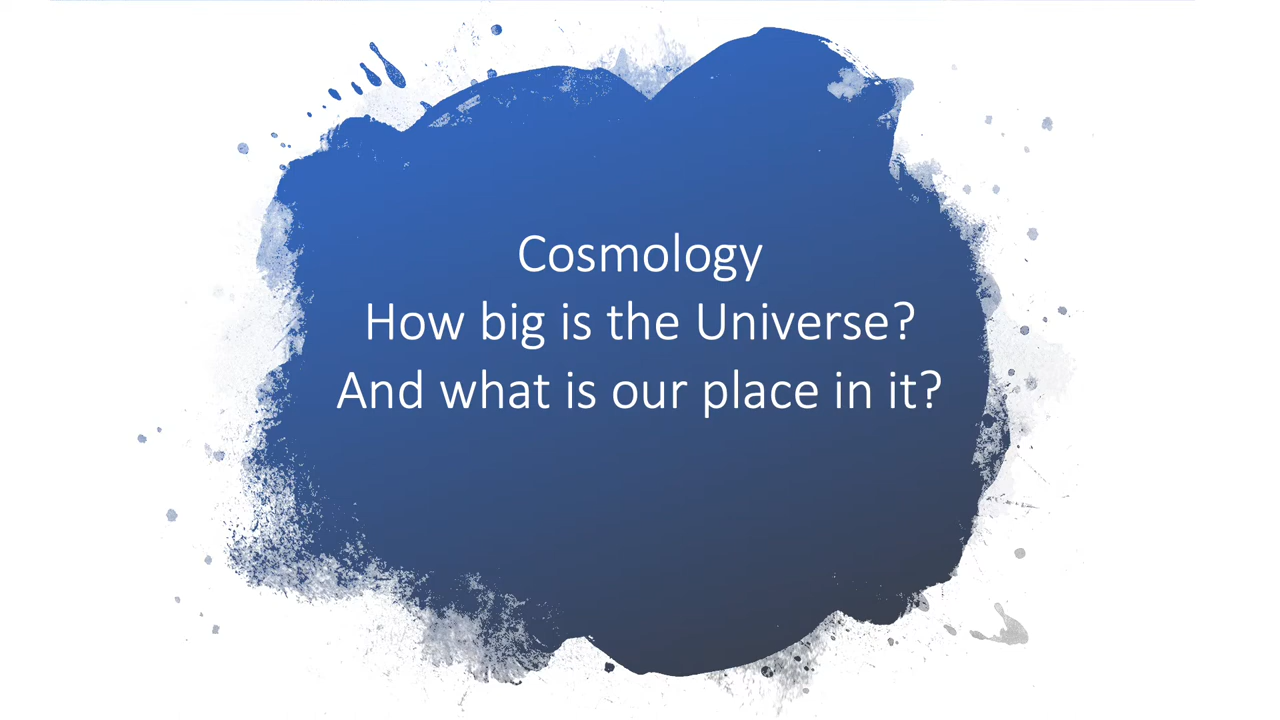 Cosmology
How big is the Universe?
And what is our place in it?